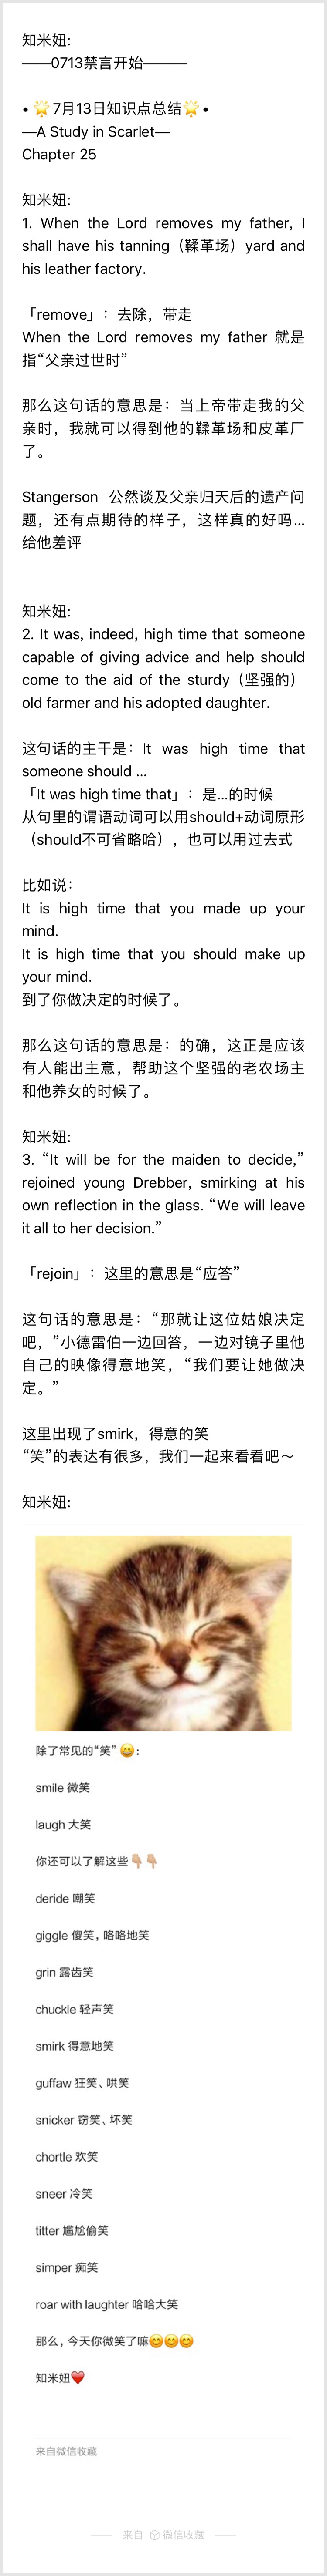 知米妞:
——0713禁言开始———
• 🌟 7月13日知识点总结🌟 •
—A Study in Scarlet—
Chapter 25
知米妞:
1. When the Lord removes my father, I
shall have his tanning（鞣革场）yard and
his leather factory.
「remove」：去除，带走
When the Lord removes my father 就是
指“父亲过世时”
那么这句话的意思是：当上帝带走我的父
亲时，我就可以得到他的鞣革场和皮革厂
了。
Stangerson 公然谈及父亲归天后的遗产问
题，还有点期待的样子，这样真的好吗...
给他差评
知米妞:
2. It was, indeed, high time that someone
capable of giving advice and help should
come to the aid of the sturdy（坚强的）
old farmer and his adopted daughter.
这句话的主干是：It was high time that
someone should ...
「It was high time that」：是...的时候
从句里的谓语动词可以用should+动词原形
（should不可省略哈），也可以用过去式
比如说：
It is high time that you made up your
mind.
It is high time that you should make up
your mind.
到了你做决定的时候了。
那么这句话的意思是：的确，这正是应该
有人能出主意，帮助这个坚强的老农场主
和他养女的时候了。
知米妞:
3. “It will be for the maiden to decide,”
rejoined young Drebber, smirking at his
own reflection in the glass. “We will leave
it all to her decision.”
「rejoin」：这里的意思是“应答”
这句话的意思是：“那就让这位姑娘决定
吧，”小德雷伯一边回答，一边对镜子里他
自己的映像得意地笑，“我们要让她做决
定。”
这里出现了smirk，得意的笑
“笑”的表达有很多，我们一起来看看吧～
知米妞:
除了常见的“笑”😄：
smile 微笑
laugh 大笑
你还可以了解这些👇🏼👇🏼
deride 嘲笑
giggle 傻笑，咯咯地笑
grin 露齿笑
chuckle 轻声笑
smirk 得意地笑
guffaw 狂笑、哄笑
snicker 窃笑、坏笑
chortle 欢笑
sneer 冷笑
titter 尴尬偷笑
simper 痴笑
roar with laughter 哈哈大笑
那么，今天你微笑了嘛😊😊😊
知米妞❤️
来自微信收藏
来自 微信收藏